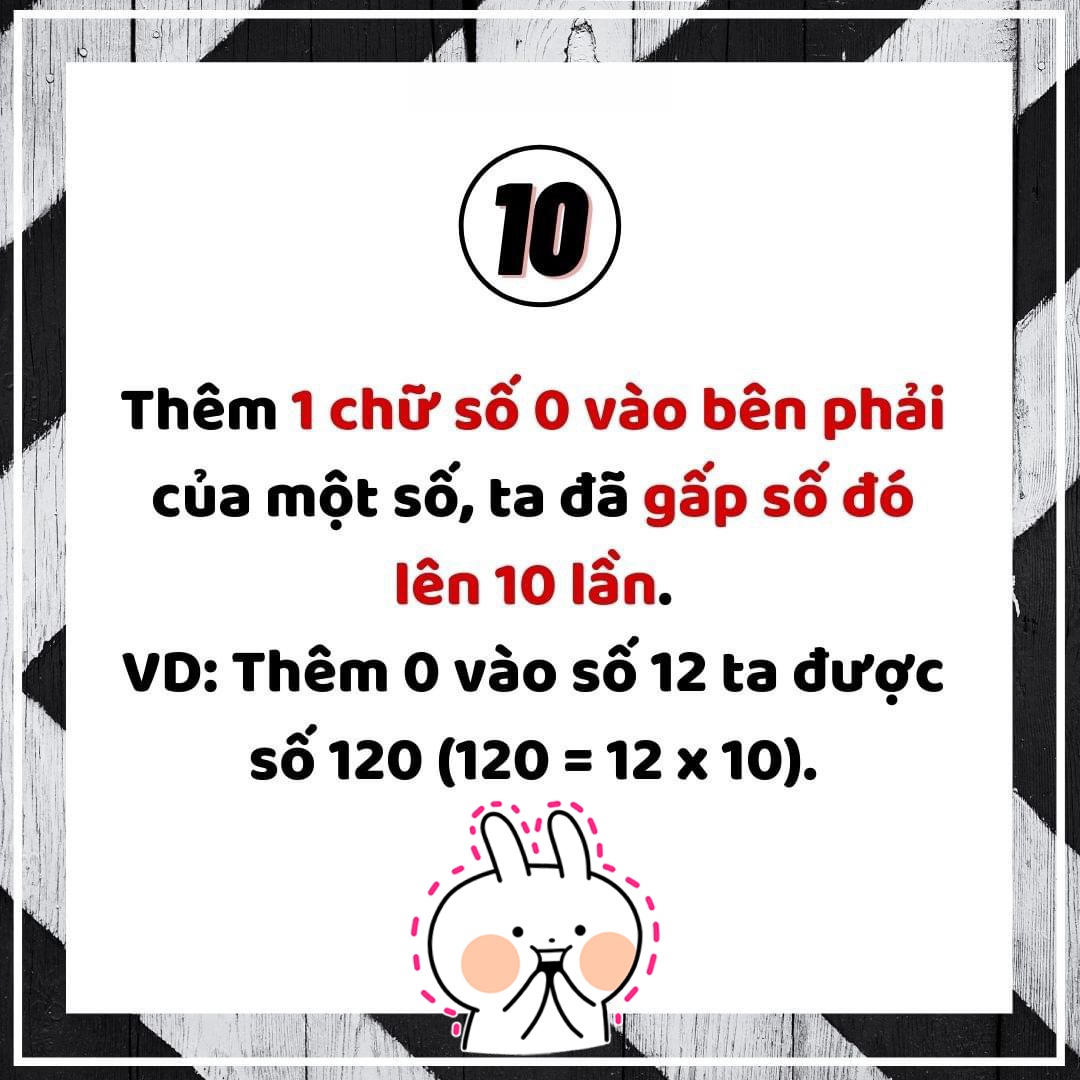 10
Thêm 1 chữ số 0 vào bên phải
của một số, ta đã gấp số đó
lên 10 lần.
VD: Thêm 0 vào số 12 ta được
số 120 (120 = 12 x 10).